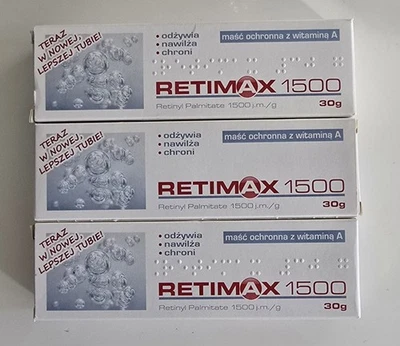 TERAZ
W NOWEJ,
LEPSZEJ TUBIE!
• odżywia
• nawilża
• chroni
maść ochronna z witaminą A
RETIMAX 1500
Retinyl Palmitate 1500 j.m./g
30g
TERAZ
W NOWEJ,
LEPSZEJ TUBIE!
• odżywia
• nawilża
• chroni
maść ochronna z witaminą A
RETIMAX 1500
Retinyl Palmitate 1500 j.m./g
30g
TERAZ
W NOWEJ,
LEPSZEJ TUBIE!
• odżywia
• nawilża
• chroni
maść ochronna z witaminą A
RETIMAX 1500
Retinyl Palmitate 1500 j.m./g
30g